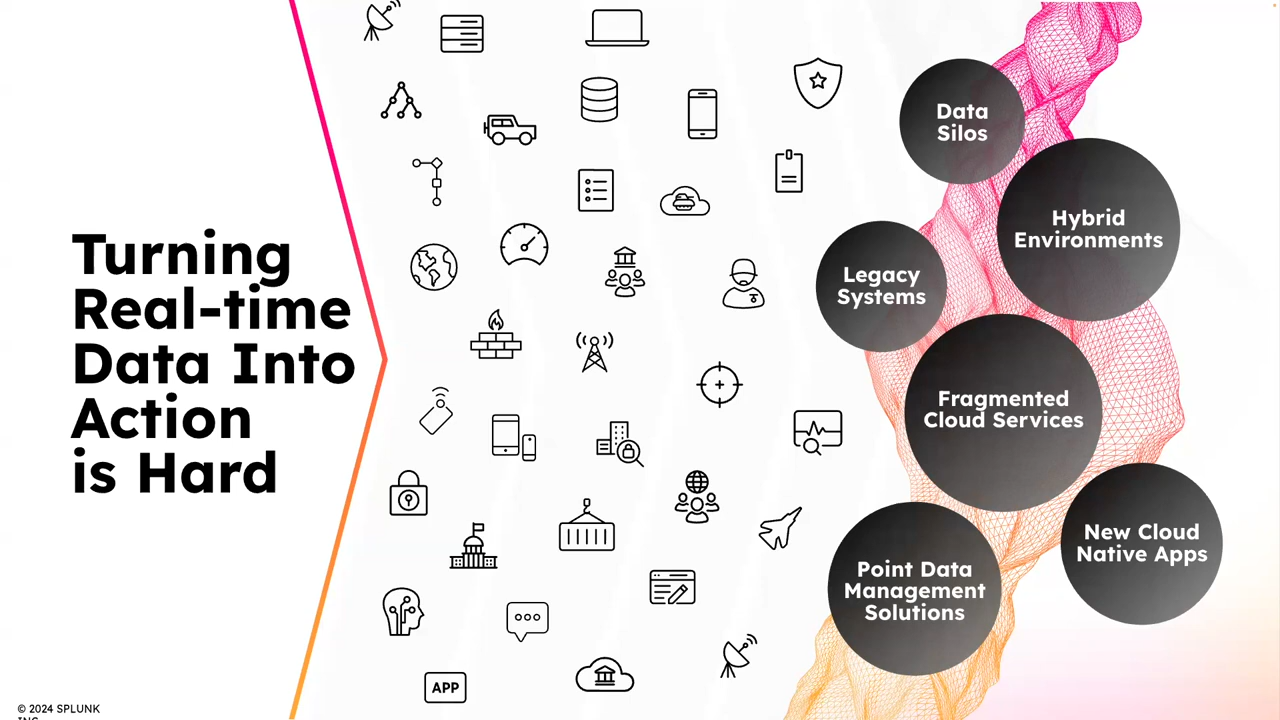 Turning
Real-time
Data Into
Action
is Hard
Data
Silos
Hybrid
Environments
Legacy
Systems
Fragmented
Cloud Services
New Cloud
Native Apps
Point Data
Management
Solutions
APP
© 2024 SPLUNK
INC